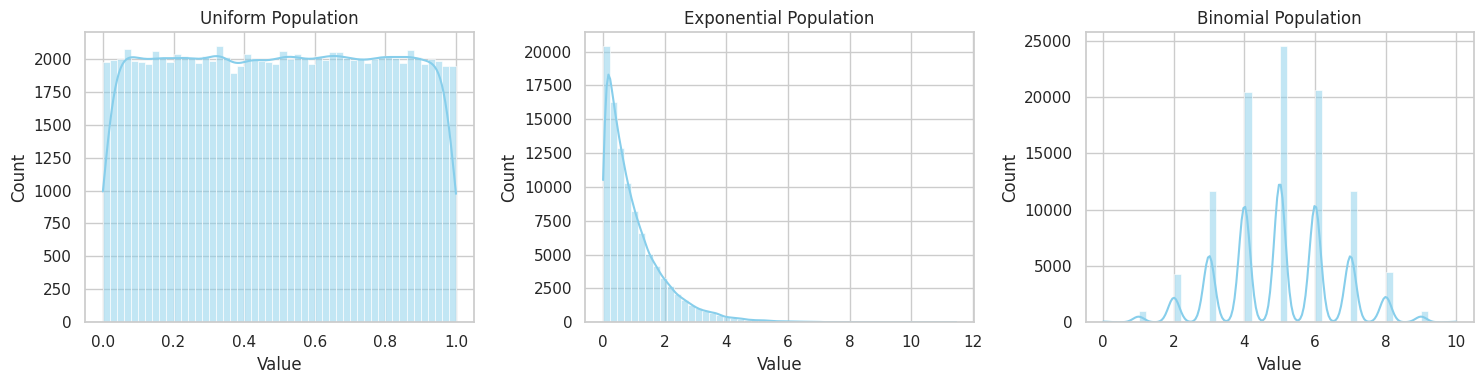 Uniform Population
Count
2000
1750
1500
1250
1000
750
500
250
0
0.0 0.2 0.4 0.6 0.8 1.0
Value
Exponential Population
Count
20000
17500
15000
12500
10000
7500
5000
2500
0
0 2 4 6 8 10 12
Value
Binomial Population
Count
25000
20000
15000
10000
5000
0
0 2 4 6 8 10
Value